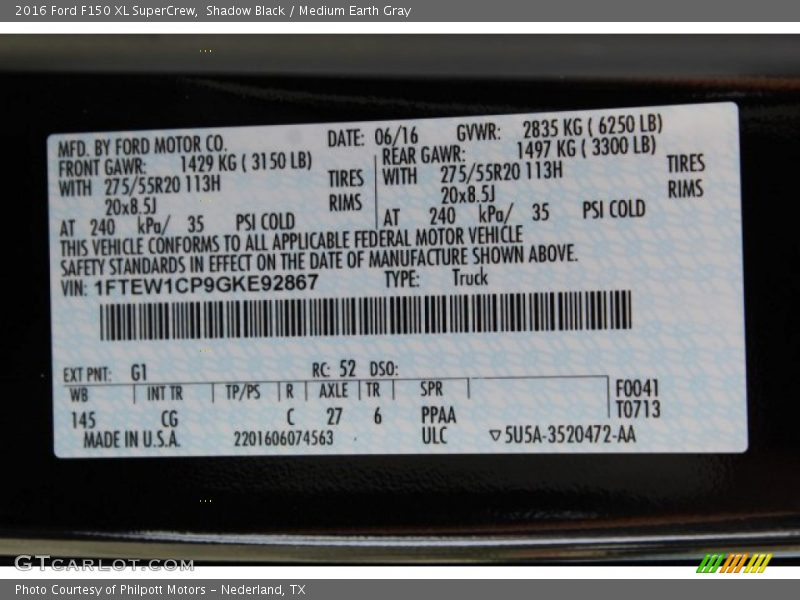 2016 Ford F150 XL SuperCrew, Shadow Black / Medium Earth Gray
MFD. BY FORD MOTOR CO. DATE: 06/16 GVWR: 2835 KG ( 6250 LB)
FRONT GAWR: 1429 KG ( 3150 LB) REAR GAWR: 1497 KG ( 3300 LB)
WITH 275/55R20 113H TIRES WITH 275/55R20 113H TIRES
20x8.5J RIMS 20x8.5J RIMS
AT 240 kPa/ 35 PSI COLD AT 240 kPa/ 35 PSI COLD
THIS VEHICLE CONFORMS TO ALL APPLICABLE FEDERAL MOTOR VEHICLE
SAFETY STANDARDS IN EFFECT ON THE DATE OF MANUFACTURE SHOWN ABOVE.
VIN: 1FTEW1CP9GKE92867 TYPE: Truck
EXT PNT: G1 RC: 52 DSO:
WB INT TR TP/PS R AXLE TR SPR F0041
145 CG C 27 6 PPAA T0713
MADE IN U.S.A. 2201606074563 ULC ▽5U5A-3520472-AA
GTCARLOT.COM
Photo Courtesy of Philpott Motors - Nederland, TX